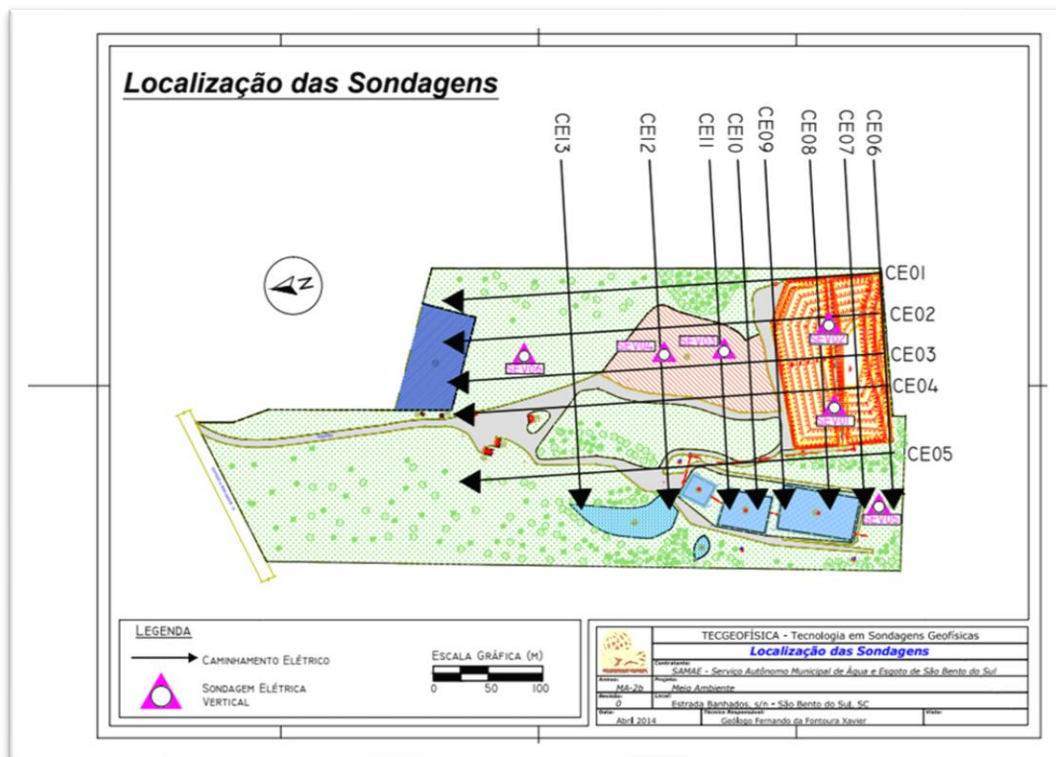 Localização das Sondagens
CE13
CE12
CE11
CE10
CE09
CE08
CE07
CE06
N
CE01
CE02
CE03
CE04
CE05
SEV02
SEV04
SEV03
SEV06
SEV01
SEV05
LEGENDA
CAMINHAMENTO ELÉTRICO
SONDAGEM ELÉTRICA
VERTICAL
ESCALA GRÁFICA (M)
0 50 100
TECGEOFÍSICA - Tecnologia em Sondagens Geofísicas
Localização das Sondagens
Contratante:
SAMAE - Serviço Autônomo Municipal de Água e Esgoto de São Bento do Sul
Anexo:
MA-2b
Projeto:
Meio Ambiente
Revisão:
0
Local:
Estrada Banhados, s/n - São Bento do Sul, SC
Data:
Abril 2014
Técnico Responsável:
Geólogo Fernando da Fontoura Xavier
Visto: